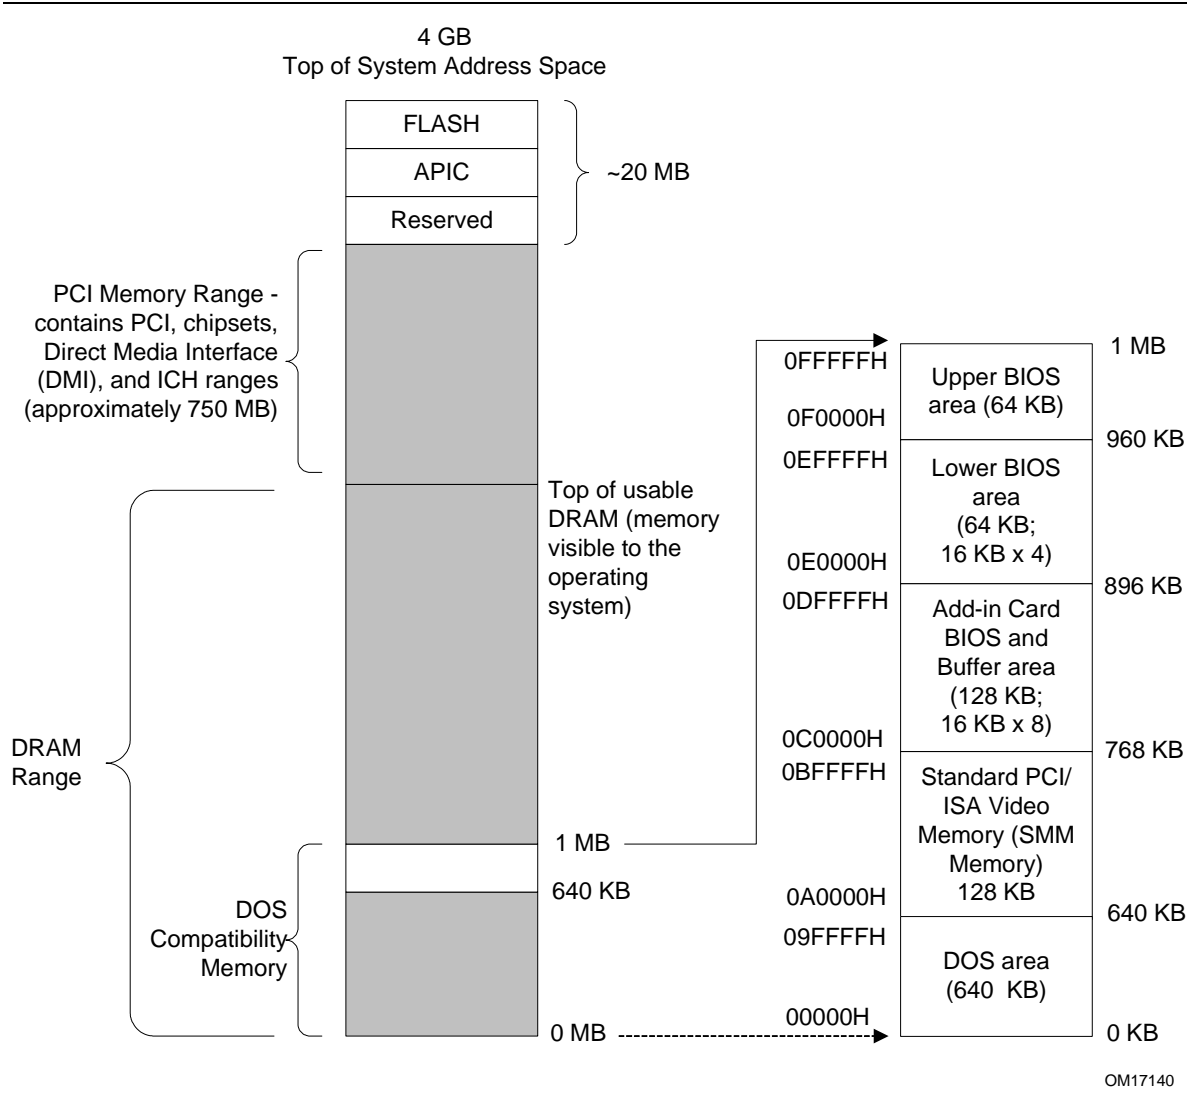 4 GB
Top of System Address Space
FLASH
APIC
Reserved
~20 MB
PCI Memory Range -
contains PCI, chipsets,
Direct Media Interface
(DMI), and ICH ranges
(approximately 750 MB)
Top of usable
DRAM (memory
visible to the
operating
system)
DRAM
Range
1 MB
640 KB
DOS
Compatibility
Memory
0 MB
0FFFFFH
0F0000H
0EFFFFH
0E0000H
0DFFFFH
0C0000H
0BFFFFH
0A0000H
09FFFFH
00000H
Upper BIOS
area (64 KB)
Lower BIOS
area
(64 KB;
16 KB x 4)
Add-in Card
BIOS and
Buffer area
(128 KB;
16 KB x 8)
Standard PCI/
ISA Video
Memory (SMM
Memory)
128 KB
DOS area
(640 KB)
1 MB
960 KB
896 KB
768 KB
640 KB
0 KB
OM17140